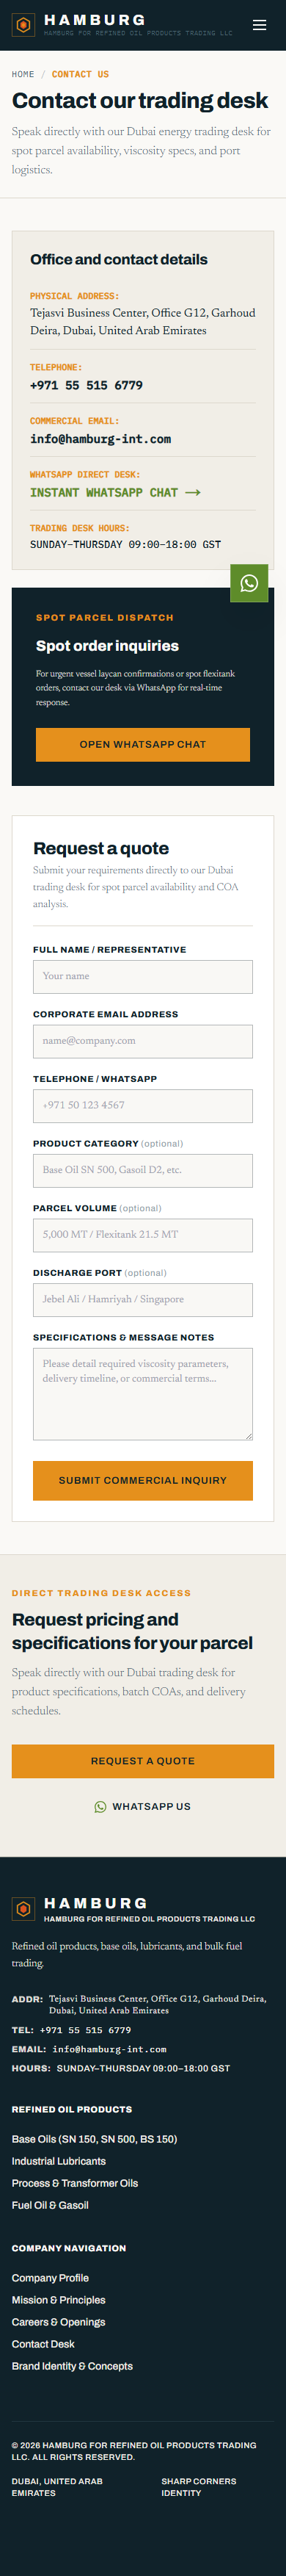 HAMBURG
HAMBURG FOR REFINED OIL PRODUCTS TRADING LLC
HOME / CONTACT US
Contact our trading desk
Speak directly with our Dubai energy trading desk for
spot parcel availability, viscosity specs, and port
logistics.
Office and contact details
PHYSICAL ADDRESS:
Tejasvi Business Center, Office G12, Garhoud
Deira, Dubai, United Arab Emirates
TELEPHONE:
+971 55 515 6779
COMMERCIAL EMAIL:
info@hamburg-int.com
WHATSAPP DIRECT DESK:
INSTANT WHATSAPP CHAT →
TRADING DESK HOURS:
SUNDAY–THURSDAY 09:00–18:00 GST
SPOT PARCEL DISPATCH
Spot order inquiries
For urgent vessel laycan confirmations or spot flexitank
orders, contact our desk via WhatsApp for real-time
response.
OPEN WHATSAPP CHAT
Request a quote
Submit your requirements directly to our Dubai
trading desk for spot parcel availability and COA
analysis.
FULL NAME / REPRESENTATIVE
Your name
CORPORATE EMAIL ADDRESS
name@company.com
TELEPHONE / WHATSAPP
+971 50 123 4567
PRODUCT CATEGORY (optional)
Base Oil SN 500, Gasoil D2, etc.
PARCEL VOLUME (optional)
5,000 MT / Flexitank 21.5 MT
DISCHARGE PORT (optional)
Jebel Ali / Hamriyah / Singapore
SPECIFICATIONS & MESSAGE NOTES
Please detail required viscosity parameters,
delivery timeline, or commercial terms...
SUBMIT COMMERCIAL INQUIRY
DIRECT TRADING DESK ACCESS
Request pricing and
specifications for your parcel
Speak directly with our Dubai trading desk for
product specifications, batch COAs, and delivery
schedules.
REQUEST A QUOTE
WHATSAPP US
HAMBURG
HAMBURG FOR REFINED OIL PRODUCTS TRADING LLC
Refined oil products, base oils, lubricants, and bulk fuel
trading.
ADDR: Tejasvi Business Center, Office G12, Garhoud Deira,
Dubai, United Arab Emirates
TEL: +971 55 515 6779
EMAIL: info@hamburg-int.com
HOURS: SUNDAY–THURSDAY 09:00–18:00 GST
REFINED OIL PRODUCTS
Base Oils (SN 150, SN 500, BS 150)
Industrial Lubricants
Process & Transformer Oils
Fuel Oil & Gasoil
COMPANY NAVIGATION
Company Profile
Mission & Principles
Careers & Openings
Contact Desk
Brand Identity & Concepts
© 2026 HAMBURG FOR REFINED OIL PRODUCTS TRADING
LLC. ALL RIGHTS RESERVED.
DUBAI, UNITED ARAB
EMIRATES
SHARP CORNERS
IDENTITY